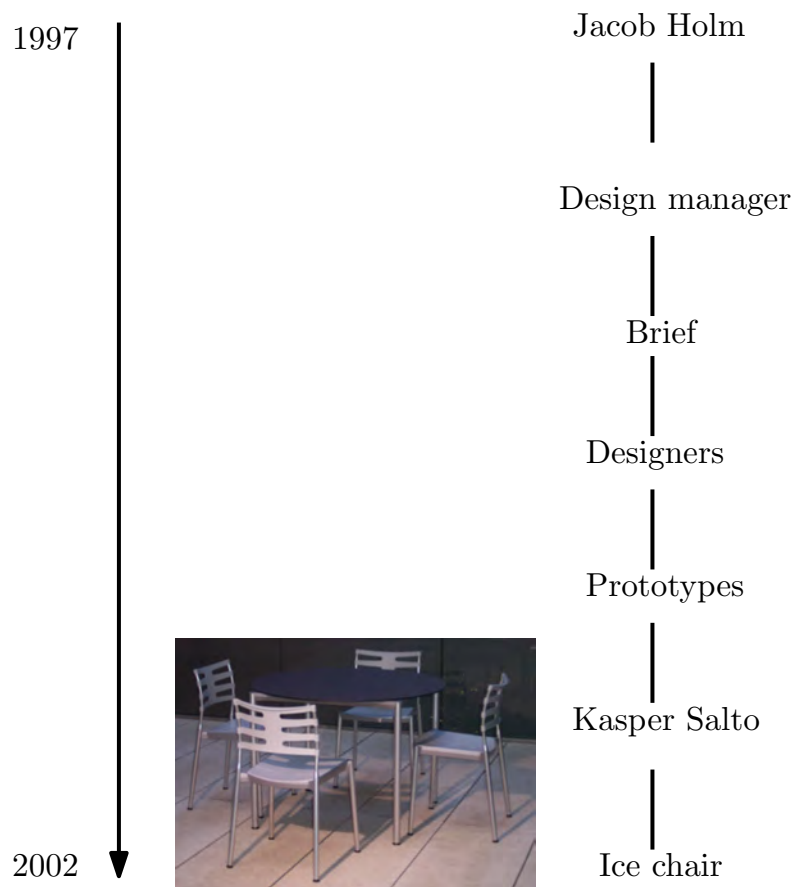 1997
Jacob Holm
Design manager
Brief
Designers
Prototypes
Kasper Salto
2002
Ice chair